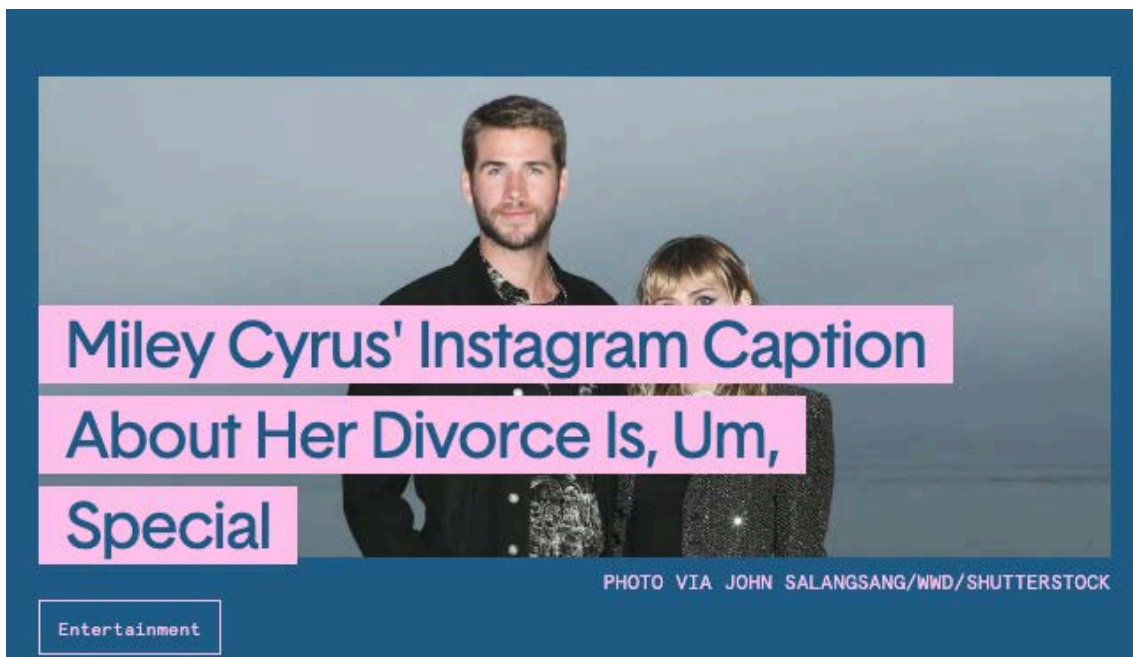 Miley Cyrus' Instagram Caption
About Her Divorce Is, Um,
Special
PHOTO VIA JOHN SALANGSANG/WWD/SHUTTERSTOCK
Entertainment